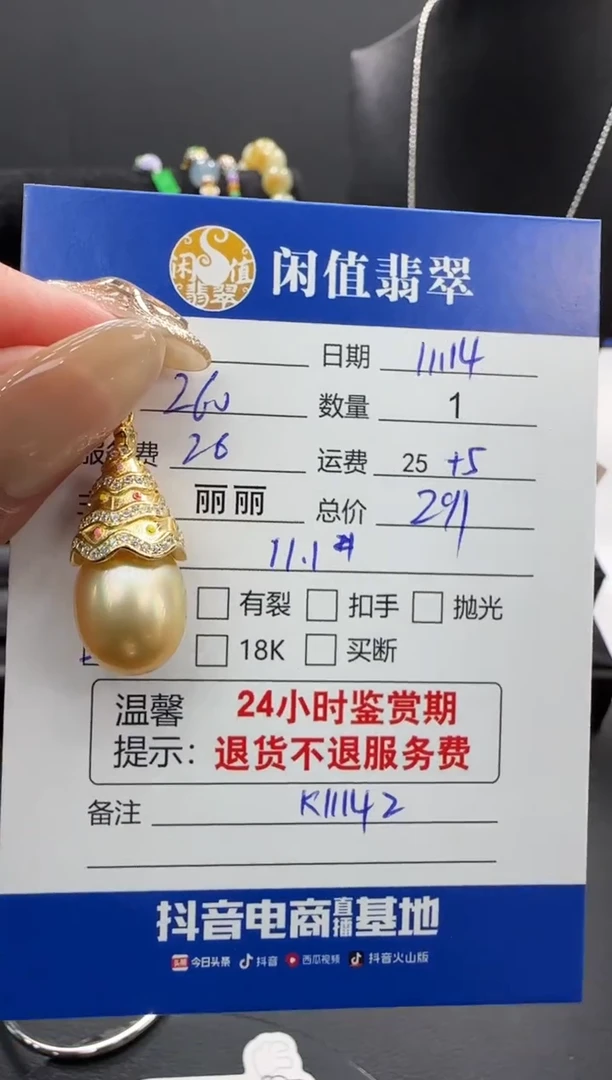 闲值翡翠
闲值翡翠
日期 11.14
260 数量 1
服务费 26 运费 25 +5
丽丽 总价 291
11.1#
有裂 扣手 抛光
18K 买断
温馨提示: 24小时鉴赏期
退货不退服务费
备注 K11142
抖音电商直播基地
今日头条 抖音 西瓜视频 抖音火山版